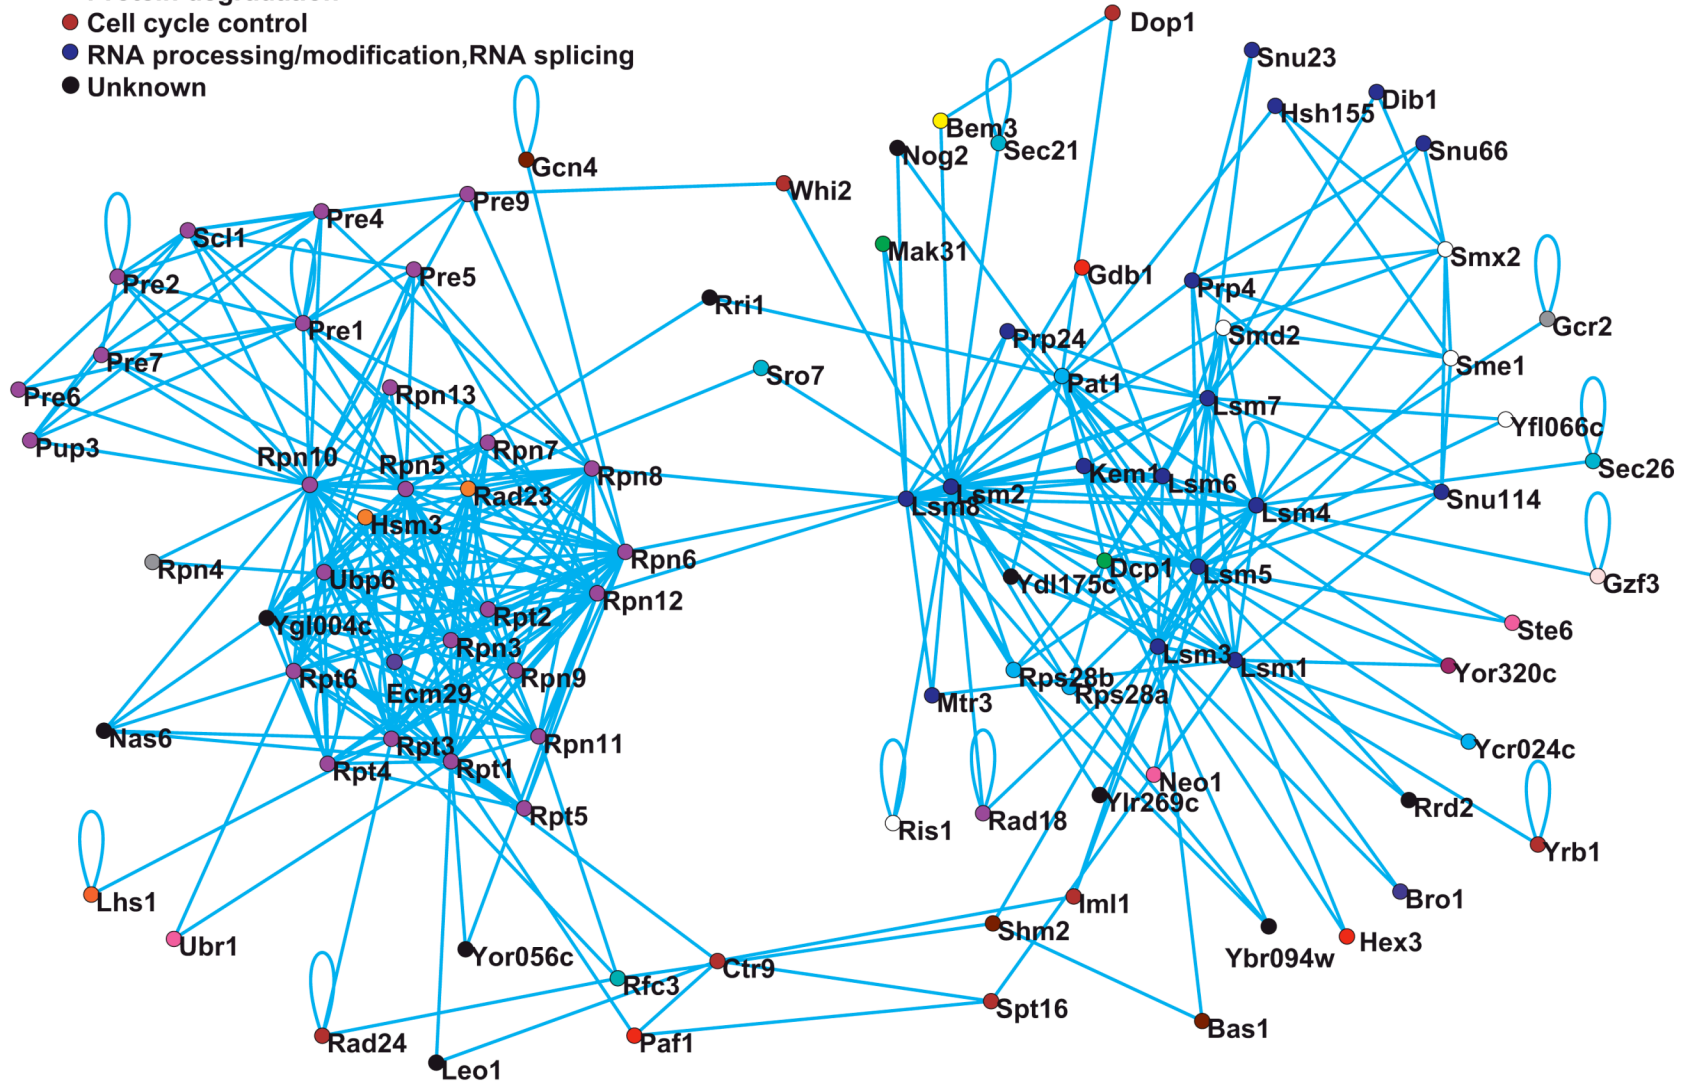 Protein degradation
Cell cycle control
RNA processing/modification,RNA splicing
Unknown
Dop1
Snu23
Hsh155
Dib1
Bem3
Sec21
Nog2
Snu66
Gcn4
Whi2
Pre9
Pre4
Scl1
Mak31
Smx2
Pre5
Pre2
Gdb1
Prp4
Rri1
Pre1
Gcr2
Smd2
Prp24
Pre7
Sme1
Sro7
Pat1
Pre6
Rpn13
Lsm7
Yfl066c
Pup3
Rpn7
Rpn10
Rpn5
Rpn8
Sec26
Kem1
Lsm6
Rad23
Lsm2
Snu114
Lsm8
Lsm4
Hsm3
Rpn6
Rpn4
Ubp6
Dcp1
Lsm5
Ydl175c
Gzf3
Rpn12
Rpt2
Ygl004c
Ste6
Rpn3
Lsm3
Lsm1
Rpt6
Rpn9
Rps28b
Yor320c
Ecm29
Rps28a
Mtr3
Nas6
Rpt3
Rpn11
Ycr024c
Rpt4
Rpt1
Neo1
Ylr269c
Rrd2
Rpt5
Rad18
Ris1
Yrb1
Lhs1
Iml1
Bro1
Shm2
Ubr1
Hex3
Yor056c
Ybr094w
Ctr9
Rfc3
Spt16
Bas1
Rad24
Paf1
Leo1